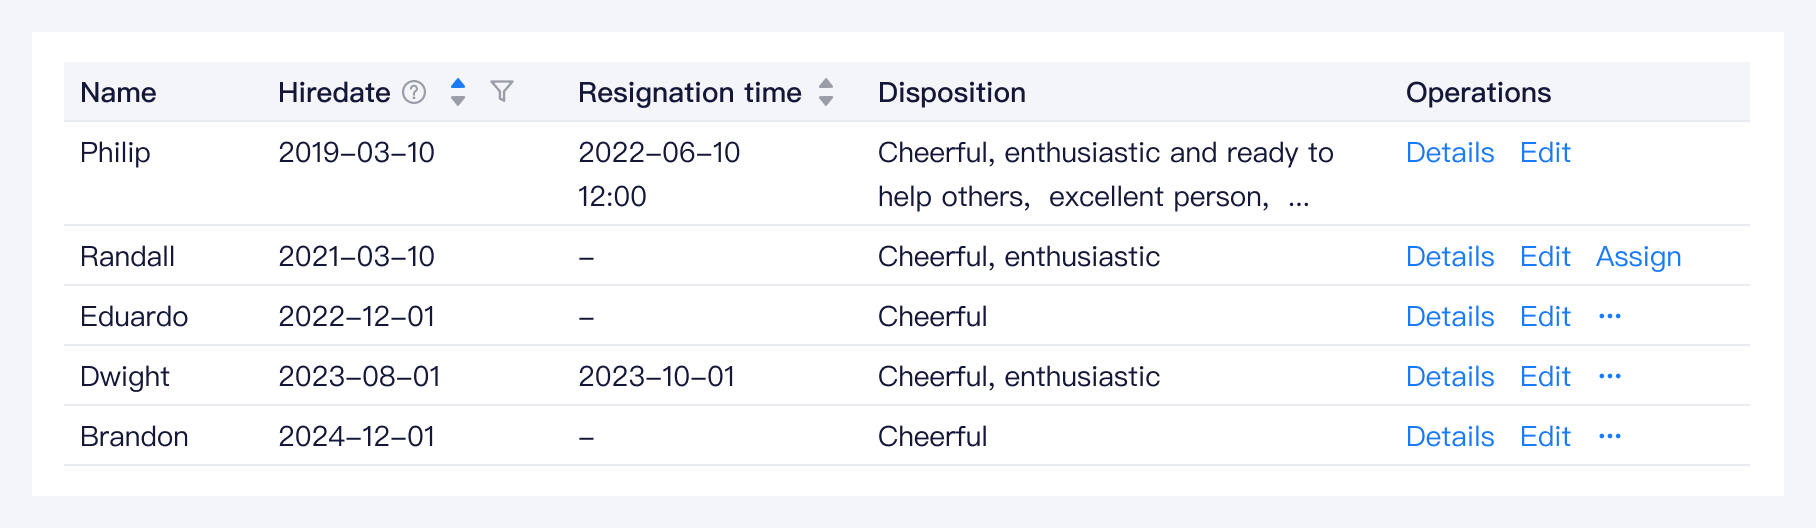 Name Hiredate Resignation time Disposition Operations
Philip 2019-03-10 2022-06-10 Cheerful, enthusiastic and ready to Details Edit
12:00 help others, excellent person, ...
Randall 2021-03-10 - Cheerful, enthusiastic Details Edit Assign
Eduardo 2022-12-01 - Cheerful Details Edit ···
Dwight 2023-08-01 2023-10-01 Cheerful, enthusiastic Details Edit ···
Brandon 2024-12-01 - Cheerful Details Edit ···